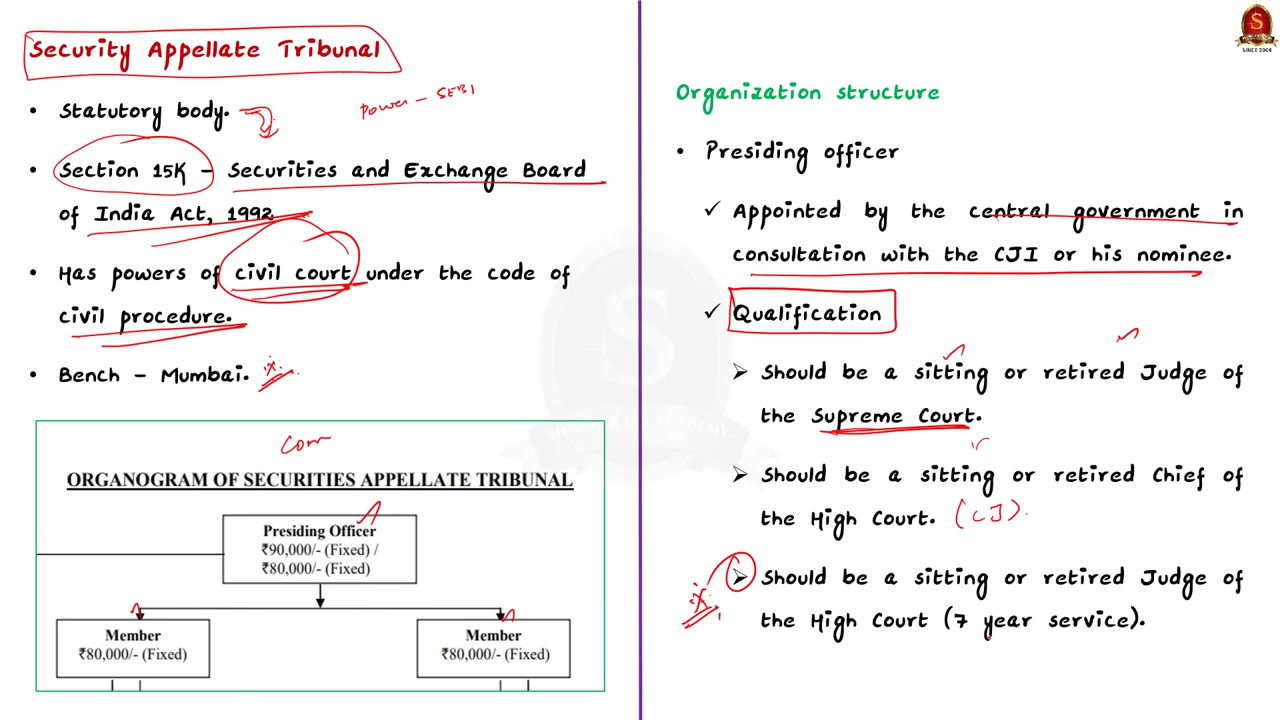 Security Appellate Tribunal
• Statutory body.
Power - SEBI
• Section 15K - Securities and Exchange Board
of India Act, 1992
• Has powers of civil court under the code of
civil procedure.
• Bench - Mumbai.
Com
ORGANOGRAM OF SECURITIES APPELLATE TRIBUNAL
Presiding Officer
₹90,000/- (Fixed) /
₹80,000/- (Fixed)
Member
₹80,000/- (Fixed)
Member
₹80,000/- (Fixed)
S
SINCE 2004
Organization structure
• Presiding officer
✓ Appointed by the central government in
consultation with the CJI or his nominee.
✓ Qualification
➢ Should be a sitting or retired Judge of
the Supreme Court.
➢ Should be a sitting or retired Chief of
the High Court. (CJ).
➢ Should be a sitting or retired Judge of
the High Court (7 year service).